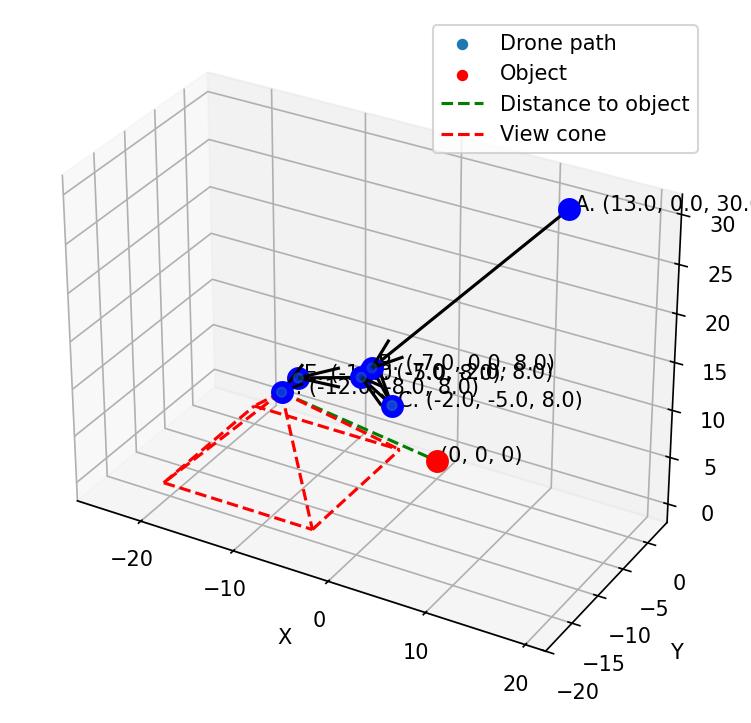 Drone path
Object
Distance to object
View cone
A. (13.0, 0.0, 30.
30
25
20
15
10
5
0
(-7.0, 0.0, 8.0)
C. (-2.0, -5.0, 8.0)
(0, 0, 0)
−20
−10
0
10
20
X
0
−5
−10
−15
−20
Y